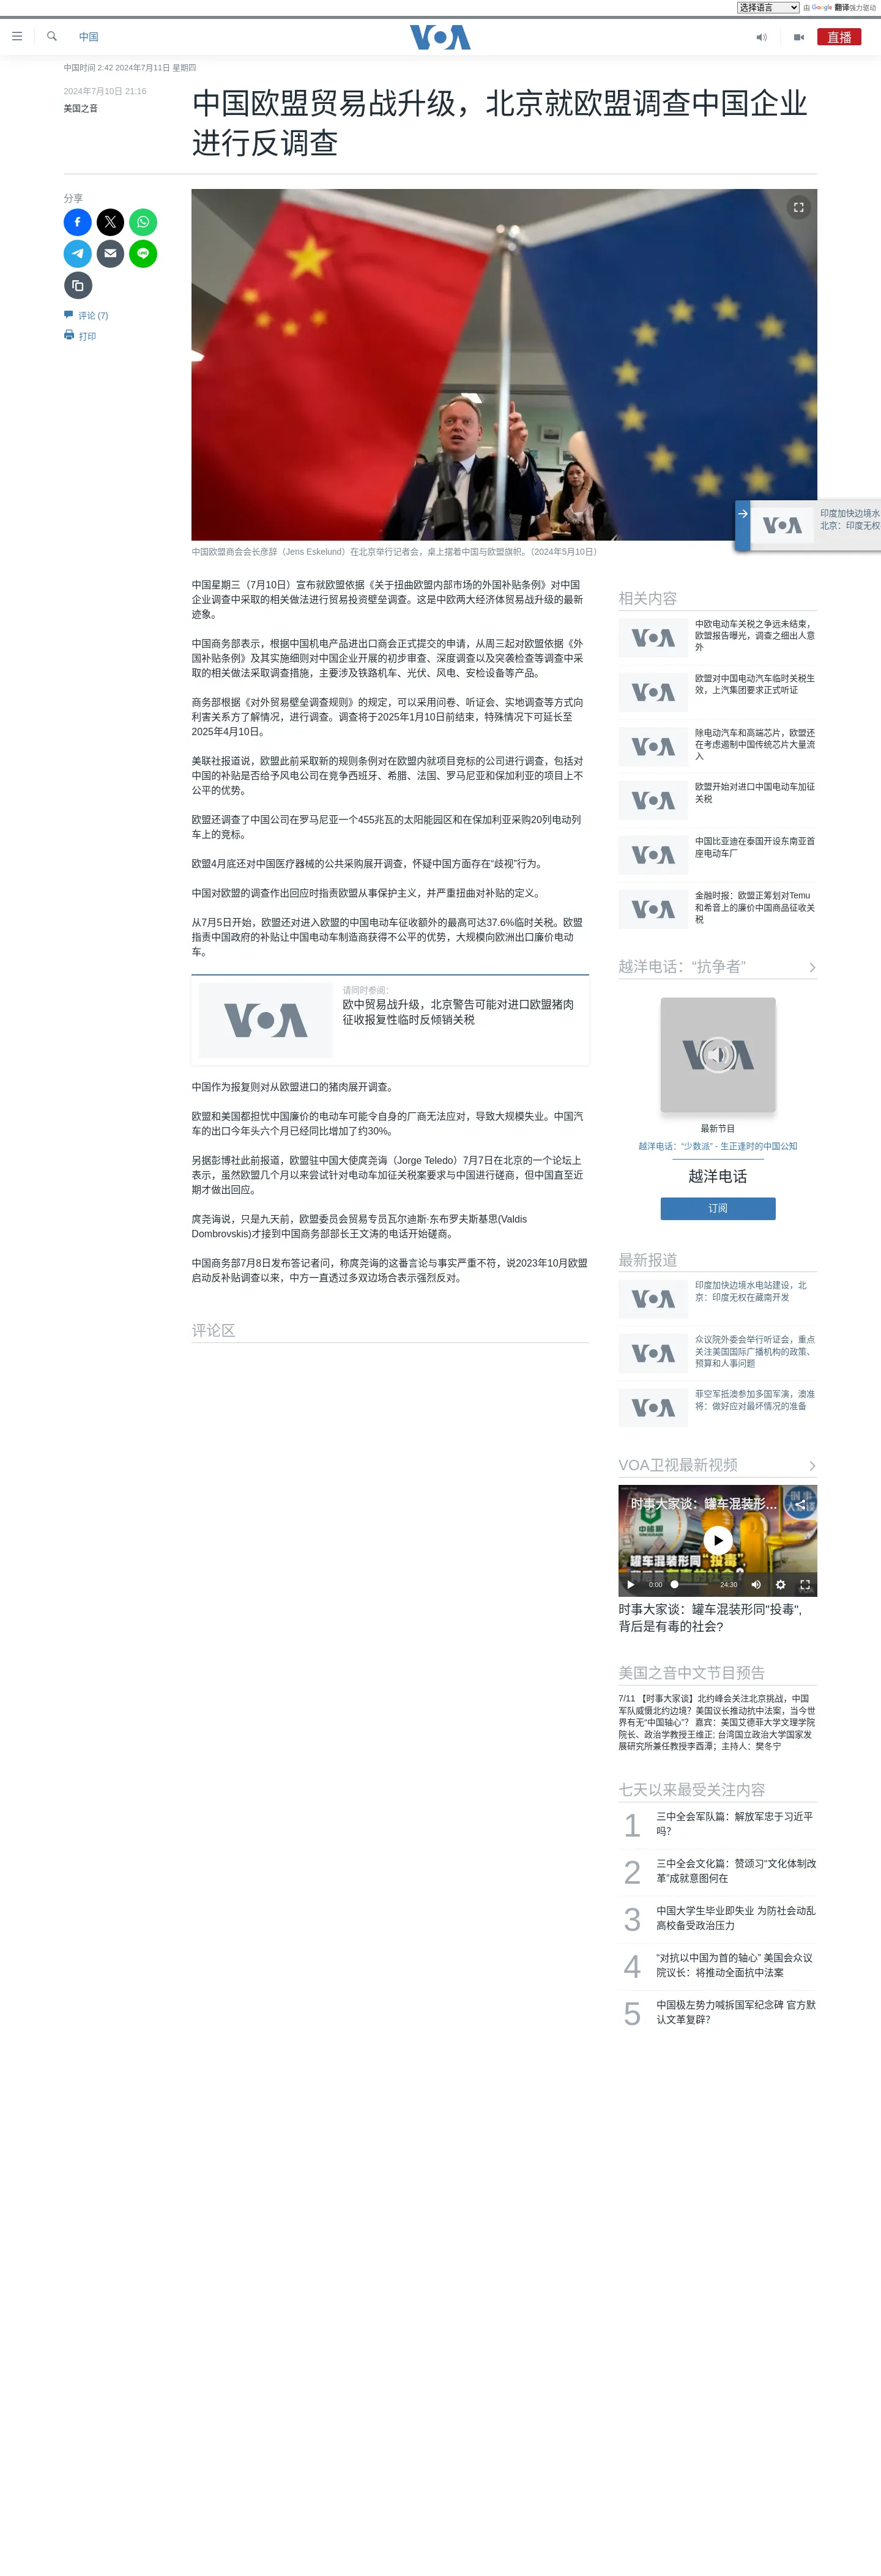 选择语言 由 Google 翻译强力驱动
中国
VOA
直播
中国时间 2:42 2024年7月11日 星期四
2024年7月10日 21:16
美国之音
中国欧盟贸易战升级，北京就欧盟调查中国企业
进行反调查
分享
评论 (7)
打印
中国欧盟商会会长彦辞（Jens Eskelund）在北京举行记者会，桌上摆着中国与欧盟旗帜。（2024年5月10日）
印度加快边境水
北京：印度无权
VOA
中国星期三（7月10日）宣布就欧盟依据《关于扭曲欧盟内部市场的外国补贴条例》对中国
企业调查中采取的相关做法进行贸易投资壁垒调查。这是中欧两大经济体贸易战升级的最新
迹象。
中国商务部表示，根据中国机电产品进出口商会正式提交的申请，从周三起对欧盟依据《外
国补贴条例》及其实施细则对中国企业开展的初步审查、深度调查以及突袭检查等调查中采
取的相关做法采取调查措施，主要涉及铁路机车、光伏、风电、安检设备等产品。
商务部根据《对外贸易壁垒调查规则》的规定，可以采用问卷、听证会、实地调查等方式向
利害关系方了解情况，进行调查。调查将于2025年1月10日前结束，特殊情况下可延长至
2025年4月10日。
美联社报道说，欧盟此前采取新的规则条例对在欧盟内就项目竞标的公司进行调查，包括对
中国的补贴是否给予风电公司在竞争西班牙、希腊、法国、罗马尼亚和保加利亚的项目上不
公平的优势。
欧盟还调查了中国公司在罗马尼亚一个455兆瓦的太阳能园区和在保加利亚采购20列电动列
车上的竞标。
欧盟4月底还对中国医疗器械的公共采购展开调查，怀疑中国方面存在“歧视”行为。
中国对欧盟的调查作出回应时指责欧盟从事保护主义，并严重扭曲对补贴的定义。
从7月5日开始，欧盟还对进入欧盟的中国电动车征收额外的最高可达37.6%临时关税。欧盟
指责中国政府的补贴让中国电动车制造商获得不公平的优势，大规模向欧洲出口廉价电动
车。
VOA
请同时参阅：
欧中贸易战升级，北京警告可能对进口欧盟猪肉
征收报复性临时反倾销关税
中国作为报复则对从欧盟进口的猪肉展开调查。
欧盟和美国都担忧中国廉价的电动车可能令自身的厂商无法应对，导致大规模失业。中国汽
车的出口今年头六个月已经同比增加了约30%。
另据彭博社此前报道，欧盟驻中国大使庹尧诲（Jorge Teledo）7月7日在北京的一个论坛上
表示，虽然欧盟几个月以来尝试针对电动车加征关税案要求与中国进行磋商，但中国直至近
期才做出回应。
庹尧诲说，只是九天前，欧盟委员会贸易专员瓦尔迪斯·东布罗夫斯基思(Valdis
Dombrovskis)才接到中国商务部部长王文涛的电话开始磋商。
中国商务部7月8日发布答记者问，称庹尧诲的这番言论与事实严重不符，说2023年10月欧盟
启动反补贴调查以来，中方一直透过多双边场合表示强烈反对。
评论区
相关内容
VOA
中欧电动车关税之争远未结束，
欧盟报告曝光，调查之细出人意
外
VOA
欧盟对中国电动汽车临时关税生
效，上汽集团要求正式听证
VOA
除电动汽车和高端芯片，欧盟还
在考虑遏制中国传统芯片大量流
入
VOA
欧盟开始对进口中国电动车加征
关税
VOA
中国比亚迪在泰国开设东南亚首
座电动车厂
VOA
金融时报：欧盟正筹划对Temu
和希音上的廉价中国商品征收关
税
越洋电话：“抗争者”
VOA
最新节目
越洋电话：“少数派” - 生正逢时的中国公知
越洋电话
订阅
最新报道
VOA
印度加快边境水电站建设，北
京：印度无权在藏南开发
VOA
众议院外委会举行听证会，重点
关注美国国际广播机构的政策、
预算和人事问题
VOA
菲空军抵澳参加多国军演，澳准
将：做好应对最坏情况的准备
VOA卫视最新视频
时事大家谈：罐车混装形...
时事
大家谈
中储粮
罐车混装形同“投毒”，
0:00 24:30
VOA
时事大家谈：罐车混装形同"投毒"，
背后是有毒的社会？
美国之音中文节目预告
7/11 【时事大家谈】北约峰会关注北京挑战，中国
军队威慑北约边境？美国议长推动抗中法案，当今世
界有无“中国轴心”？ 嘉宾：美国艾德菲大学文理学院
院长、政治学教授王维正; 台湾国立政治大学国家发
展研究所兼任教授李酉潭；主持人：樊冬宁
七天以来最受关注内容
1 三中全会军队篇：解放军忠于习近平
吗？
2 三中全会文化篇：赞颂习“文化体制改
革”成就意图何在
3 中国大学生毕业即失业 为防社会动乱
高校备受政治压力
4 “对抗以中国为首的轴心” 美国会众议
院议长：将推动全面抗中法案
5 中国极左势力喊拆国军纪念碑 官方默
认文革复辟？